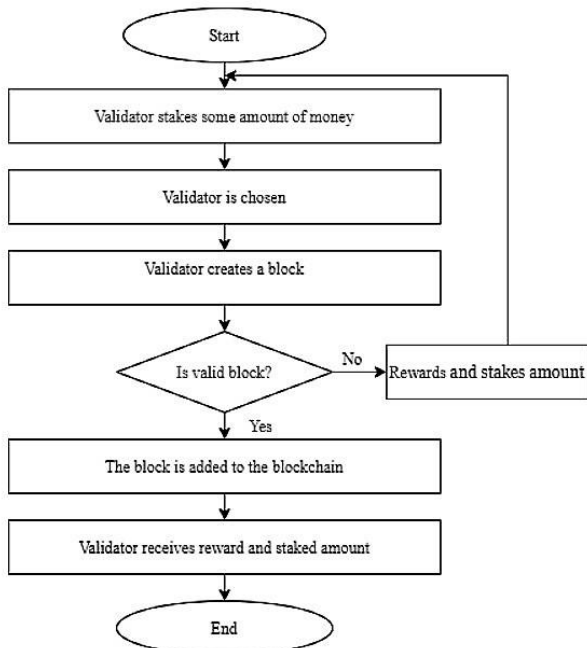 Start
Validator stakes some amount of money
Validator is chosen
Validator creates a block
Is valid block?
No
Rewards and stakes amount
Yes
The block is added to the blockchain
Validator receives reward and staked amount
End